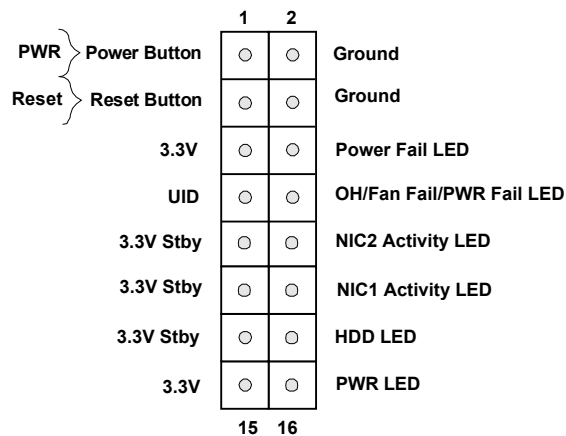 1 2
PWR Power Button Ground
Reset Reset Button Ground
3.3V Power Fail LED
UID OH/Fan Fail/PWR Fail LED
3.3V Stby NIC2 Activity LED
3.3V Stby NIC1 Activity LED
3.3V Stby HDD LED
3.3V PWR LED
15 16